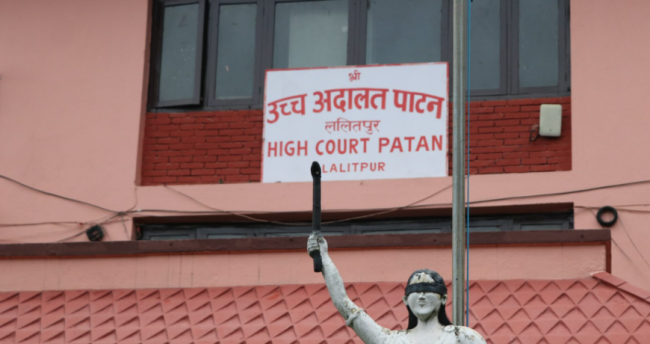 श्री
उच्च अदालत पाटन
ललितपुर
HIGH COURT PATAN
LALITPUR